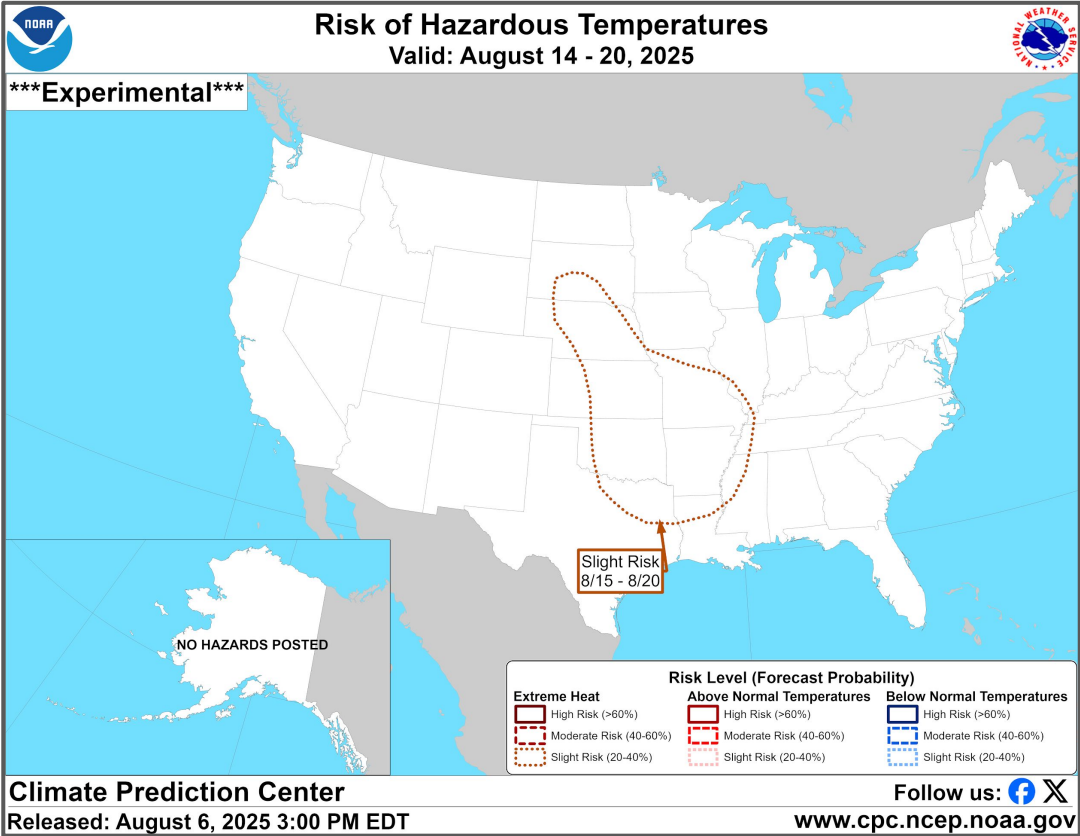 NOAA
Risk of Hazardous Temperatures
Valid: August 14 - 20, 2025
NATIONAL WEATHER SERVICE
***Experimental***
Slight Risk
8/15 - 8/20
NO HAZARDS POSTED
Risk Level (Forecast Probability)
Extreme Heat
High Risk (>60%)
Moderate Risk (40-60%)
Slight Risk (20-40%)
Above Normal Temperatures
High Risk (>60%)
Moderate Risk (40-60%)
Slight Risk (20-40%)
Below Normal Temperatures
High Risk (>60%)
Moderate Risk (40-60%)
Slight Risk (20-40%)
Climate Prediction Center
Follow us:
Released: August 6, 2025 3:00 PM EDT
www.cpc.ncep.noaa.gov